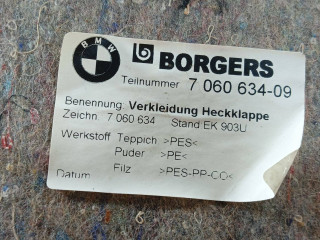 BMW
BORGERS
Teilnummer 7 060 634-09
Benennung: Verkleidung Heckklappe
Zeichn. 7 060 634 Stand EK 903U
Werkstoff Teppich >PES<
Puder >PE<
Filz >PES-PP-CO<
Datum